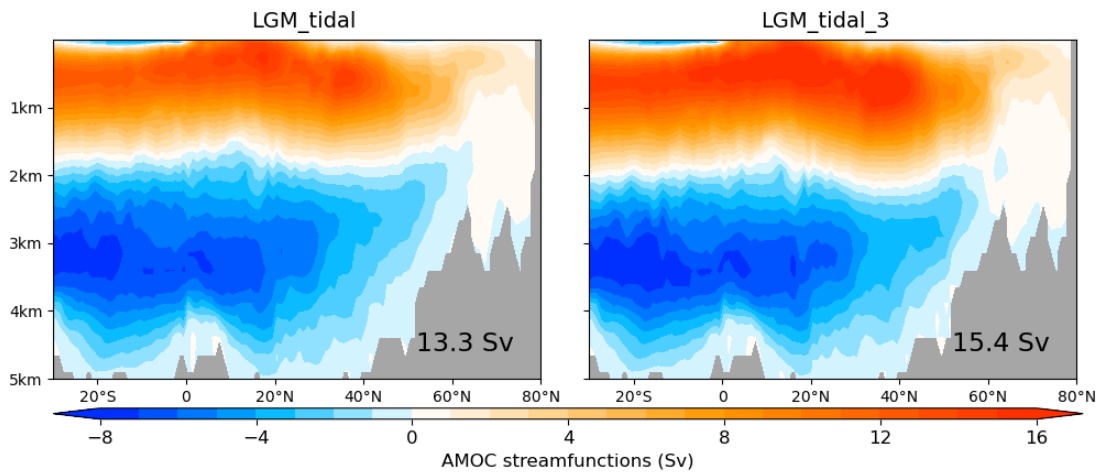 LGM_tidal
LGM_tidal_3
1km
2km
3km
4km
5km
13.3 Sv
15.4 Sv
20°S 0 20°N 40°N 60°N 80°N
20°S 0 20°N 40°N 60°N 80°N
−8 −4 0 4 8 12 16
AMOC streamfunctions (Sv)